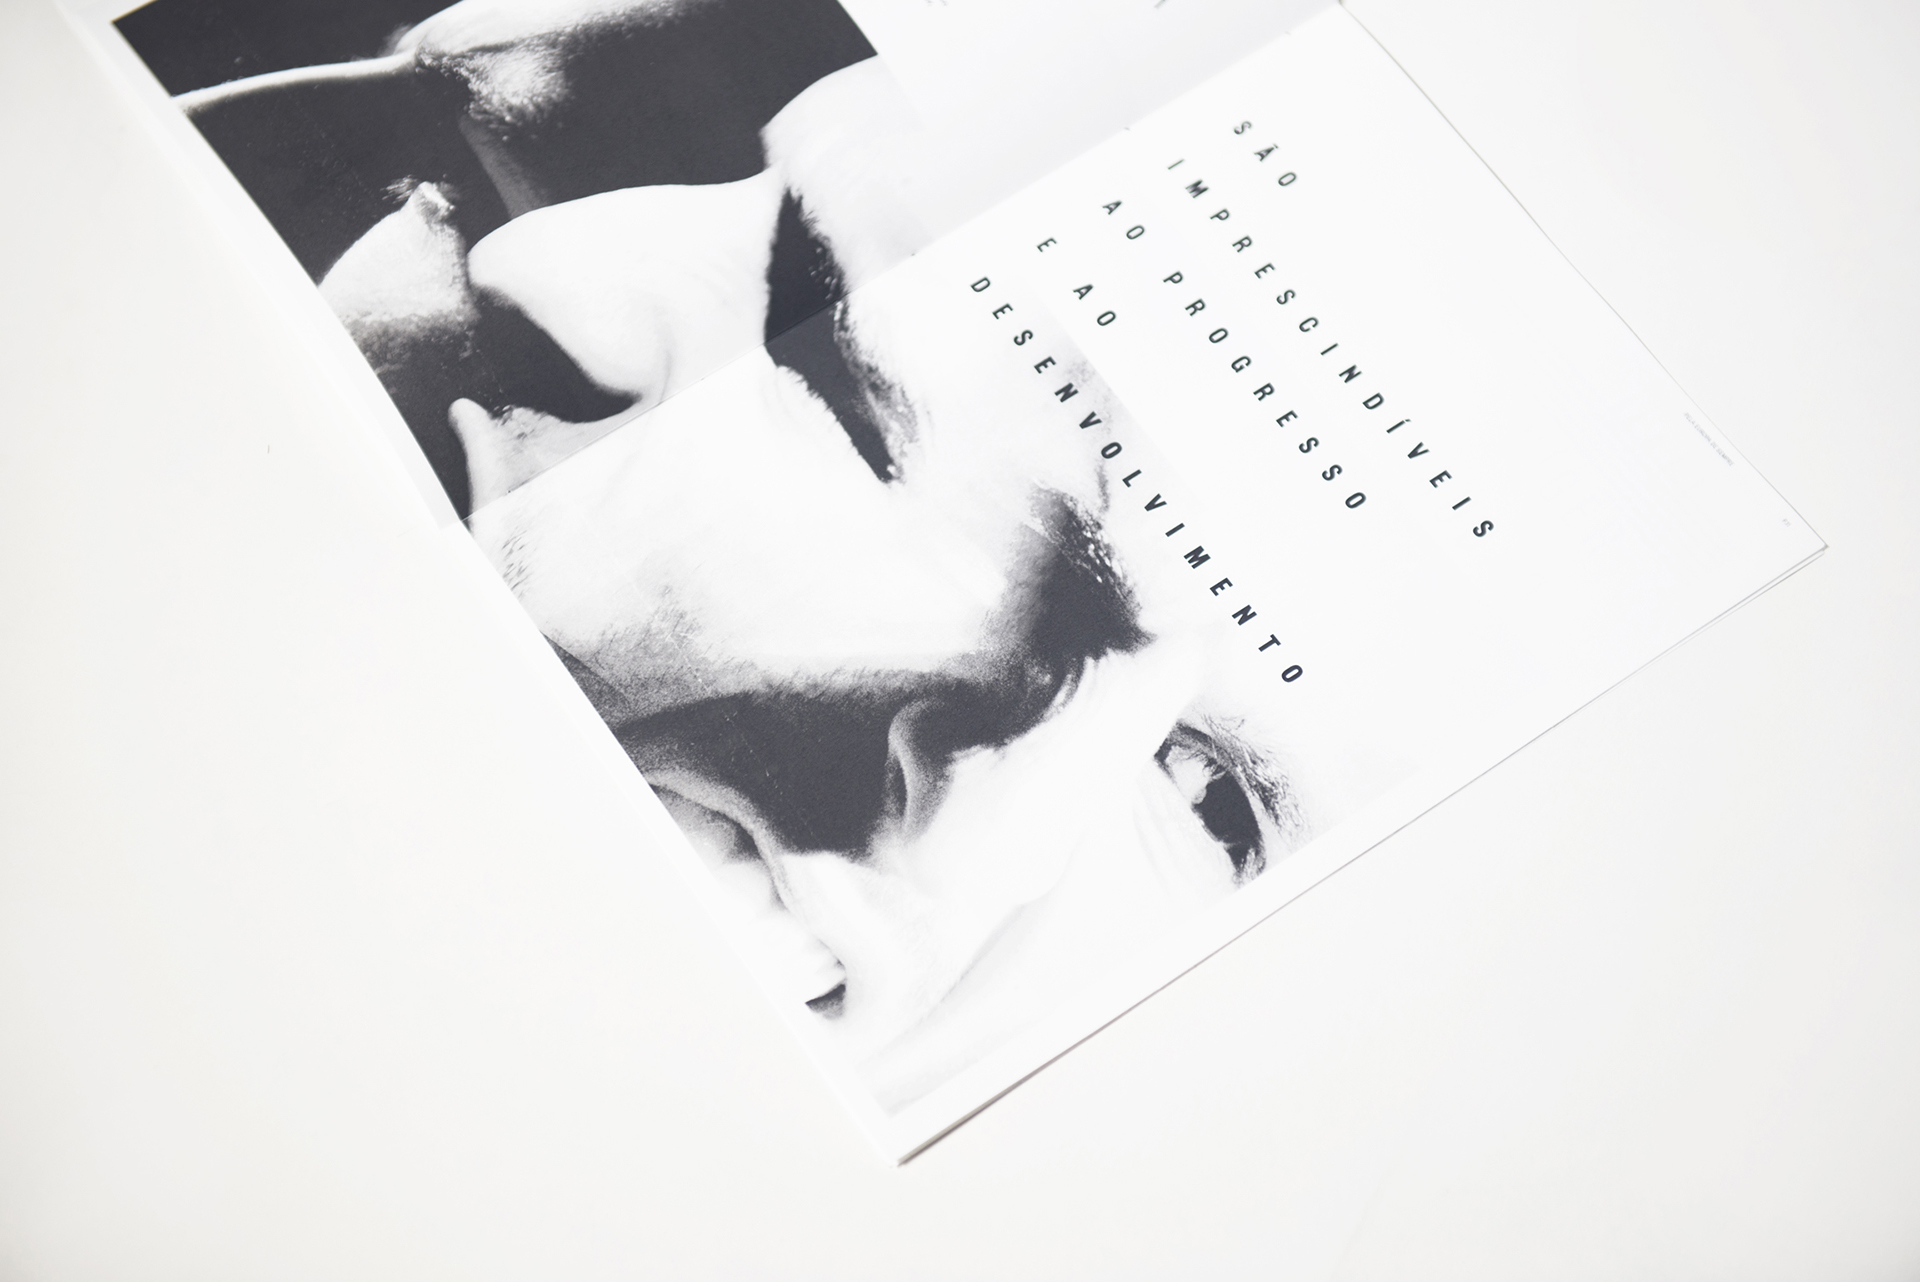 SÃO
IMPRESCINDÍVEIS
AO PROGRESSO
E AO
DESENVOLVIMENTO